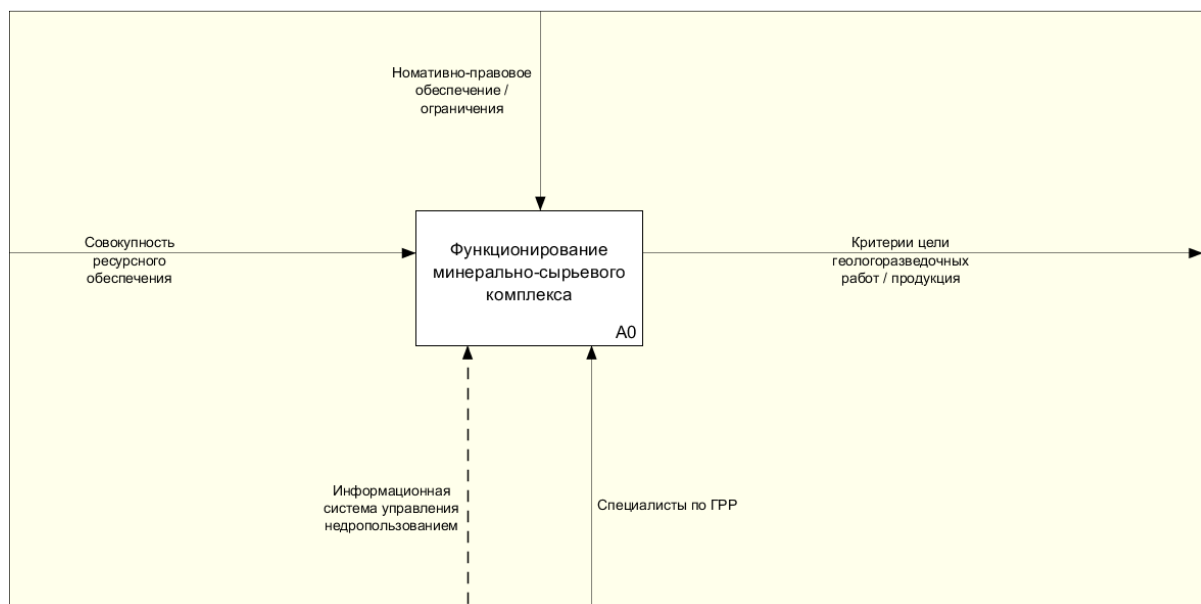 Номативно-правовое
обеспечение /
ограничения
Совокупность
ресурсного
обеспечения
Функционирование
минерально-сырьевого
комплекса
A0
Критерии цели
геологоразведочных
работ / продукция
Информационная
система управления
недропользованием
Специалисты по ГРР